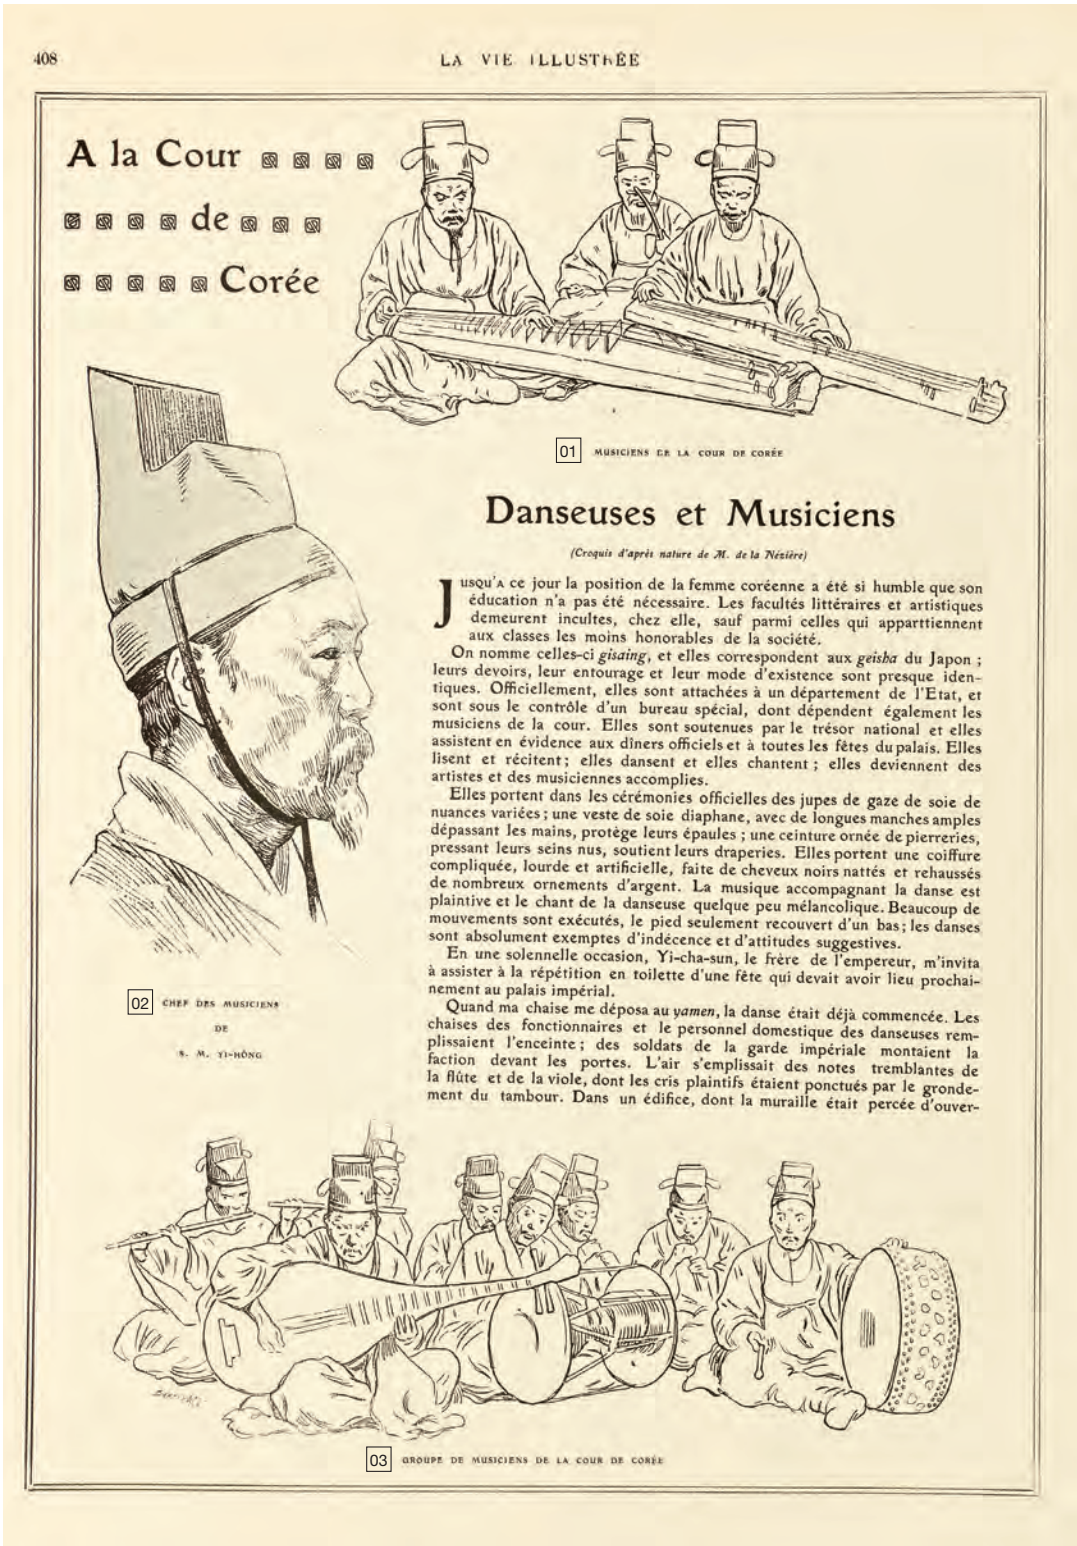 408
LA VIE ILLUSTRÉE
A la Cour
de
Corée
01 MUSICIENS DE LA COUR DE CORÉE
Danseuses et Musiciens
(Croquis d'après nature de M. de la Nézière)
JUSQU'A ce jour la position de la femme coréenne a été si humble que son
éducation n'a pas été nécessaire. Les facultés littéraires et artistiques
demeurent incultes, chez elle, sauf parmi celles qui apparttiennent
aux classes les moins honorables de la société.
On nomme celles-ci gisaing, et elles correspondent aux geisha du Japon ;
leurs devoirs, leur entourage et leur mode d'existence sont presque iden-
tiques. Officiellement, elles sont attachées à un département de l'Etat, et
sont sous le contrôle d'un bureau spécial, dont dépendent également les
musiciens de la cour. Elles sont soutenues par le trésor national et elles
assistent en évidence aux dîners officiels et à toutes les fêtes du palais. Elles
lisent et récitent ; elles dansent et elles chantent ; elles deviennent des
artistes et des musiciennes accomplies.
Elles portent dans les cérémonies officielles des jupes de gaze de soie de
nuances variées ; une veste de soie diaphane, avec de longues manches amples
dépassant les mains, protège leurs épaules ; une ceinture ornée de pierreries,
pressant leurs seins nus, soutient leurs draperies. Elles portent une coiffure
compliquée, lourde et artificielle, faite de cheveux noirs nattés et rehaussés
de nombreux ornements d'argent. La musique accompagnant la danse est
plaintive et le chant de la danseuse quelque peu mélancolique. Beaucoup de
mouvements sont exécutés, le pied seulement recouvert d'un bas ; les danses
sont absolument exemptes d'indécence et d'attitudes suggestives.
En une solennelle occasion, Yi-cha-sun, le frère de l'empereur, m'invita
à assister à la répétition en toilette d'une fête qui devait avoir lieu prochai-
nement au palais impérial.
Quand ma chaise me déposa au yamen, la danse était déjà commencée. Les
chaises des fonctionnaires et le personnel domestique des danseuses rem-
plissaient l'enceinte ; des soldats de la garde impériale montaient la
faction devant les portes. L'air s'emplissait des notes tremblantes de
la flûte et de la viole, dont les cris plaintifs étaient ponctués par le gronde-
ment du tambour. Dans un édifice, dont la muraille était percée d'ouver-
02 CHEF DES MUSICIENS
DE
S. M. YI-HÖNG
03 GROUPE DE MUSICIENS DE LA COUR DE CORÉE